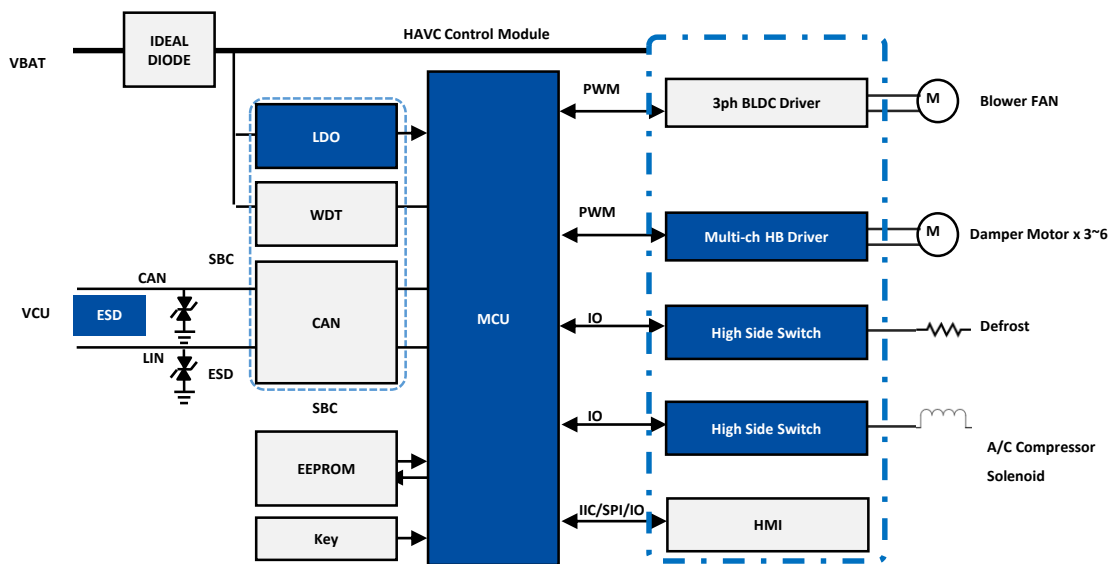 IDEAL
DIODE
HAVC Control Module
VBAT
LDO
WDT
SBC
CAN
VCU
ESD
CAN
LIN
ESD
SBC
EEPROM
Key
MCU
PWM
3ph BLDC Driver
M
Blower FAN
PWM
Multi-ch HB Driver
M
Damper Motor x 3~6
IO
High Side Switch
Defrost
IO
High Side Switch
A/C Compressor
Solenoid
IIC/SPI/IO
HMI